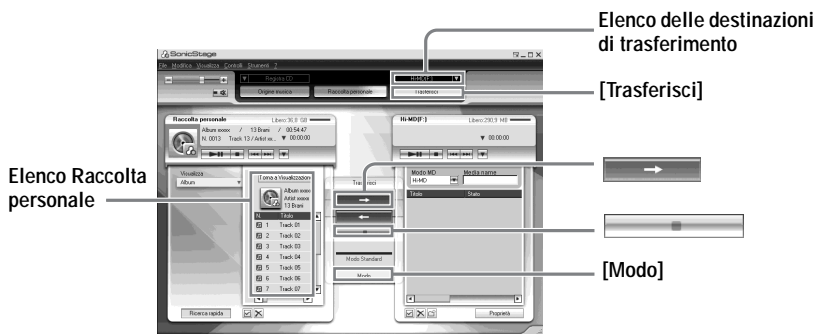 Elenco delle destinazioni
di trasferimento
SonicStage
File Modifica Visualizza Controlli Strumenti ?
Registra CD
Hi-MD(F:)
Origine musica
Raccolta personale
Trasferisci
[Trasferisci]
Raccolta personale
Libero:36,8 GB
Album xxxxx / 13 Brani / 00:54:47
N. 0013 Track 13 / Artist xx... 00:00:00
Hi-MD(F:)
Libero:290,9 MB
00:00:00
Elenco Raccolta
personale
Visualizza
Album
Torna a Visualizzazion
Album xxxxx
Artist xxxxx
13 Brani
N. Titolo
1 Track 01
2 Track 02
3 Track 03
4 Track 04
5 Track 05
6 Track 06
7 Track 07
Trasferisci
Modo Standard
Modo
Modo MD
Hi-MD
Media name
Titolo Stato
[Modo]
Ricerca rapida
Proprietà